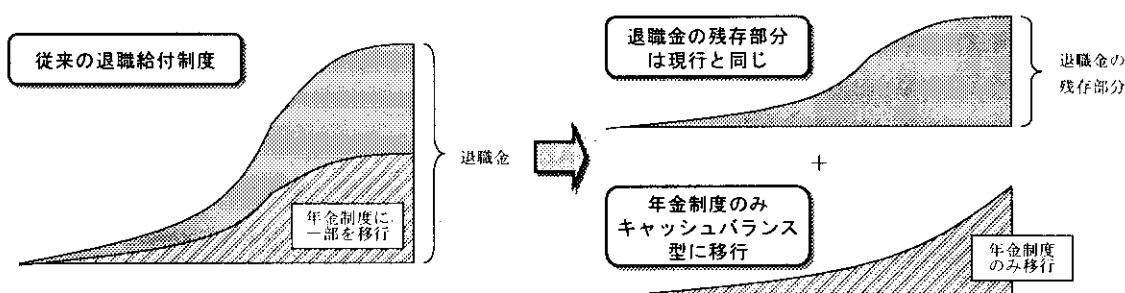 従来の退職給付制度
退職金
年金制度に
一部を移行
退職金の残存部分
は現行と同じ
退職金の
残存部分
+
年金制度のみ
キャッシュバランス
型に移行
年金制度
のみ移行